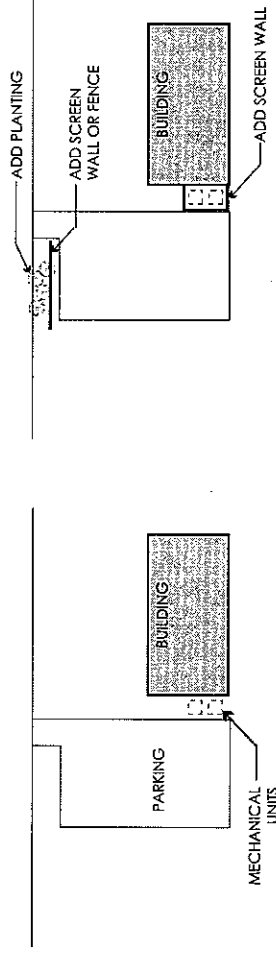 BUILDING
PARKING
MECHANICAL
UNITS
ADD PLANTING
ADD SCREEN
WALL OR FENCE
BUILDING
ADD SCREEN WALL